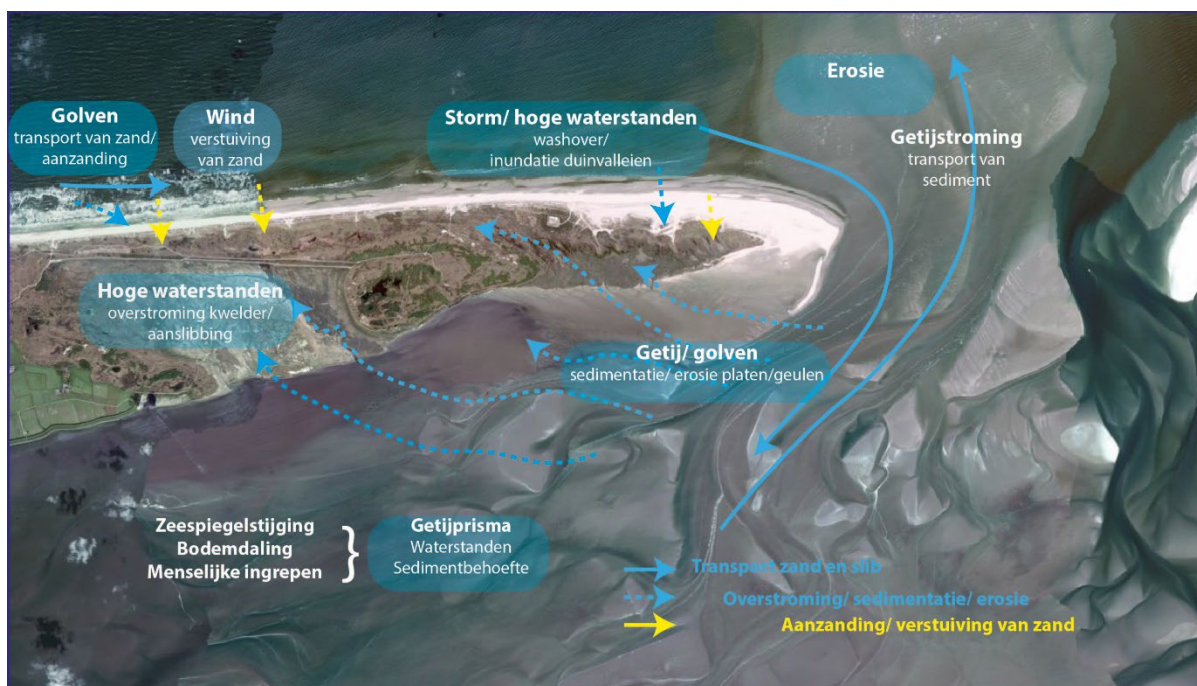 Golven
transport van zand/
aanzanding
Wind
verstuiving
van zand
Storm/ hoge waterstanden
washover/
inundatie duinvalleien
Erosie
Getijstroming
transport van
sediment
Hoge waterstanden
overstroming kwelder/
aanslibbing
Getij/ golven
sedimentatie/ erosie platen/geulen
Zeespiegelstijging
Bodemdaling
Menselijke ingrepen
}
Getijprisma
Waterstanden
Sedimentbehoefte
Transport zand en slib
Overstroming/ sedimentatie/ erosie
Aanzanding/ verstuiving van zand